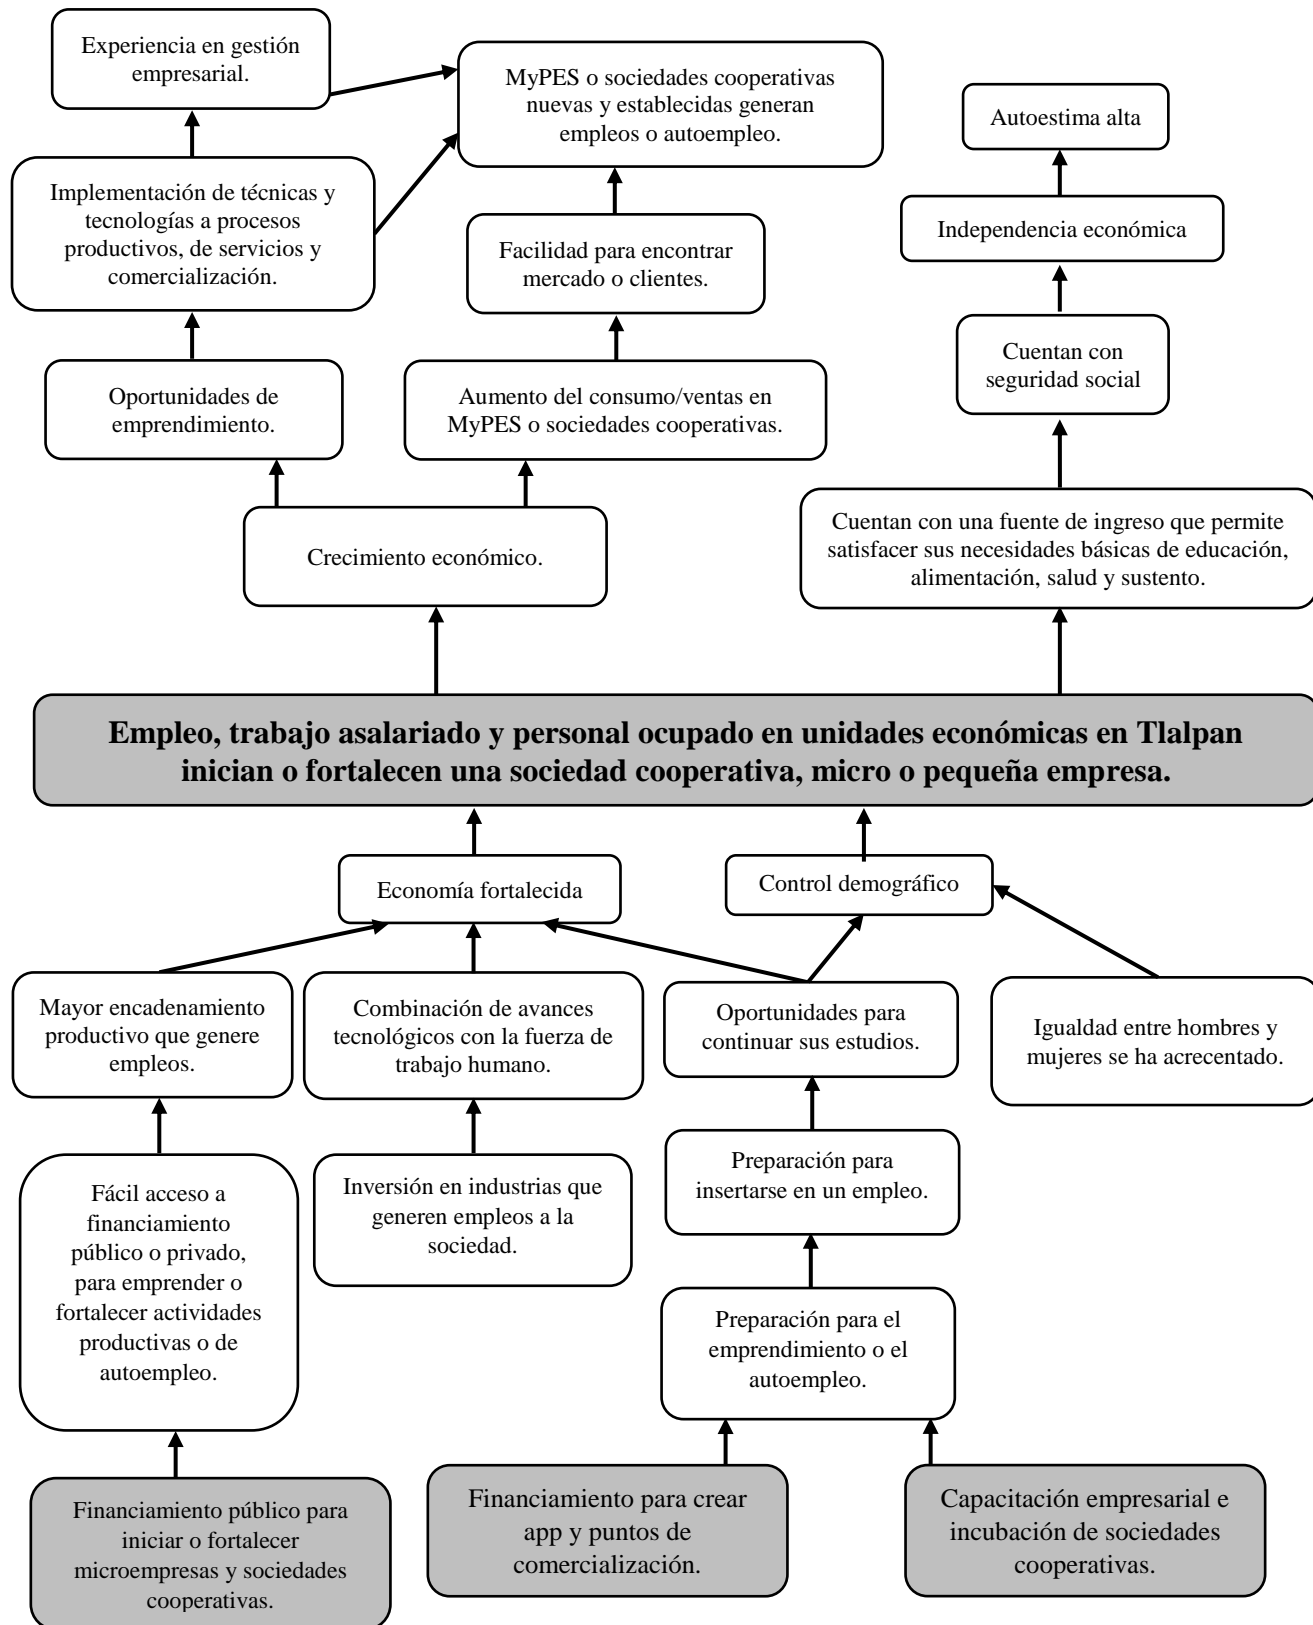 Experiencia en gestión
empresarial.
MyPES o sociedades cooperativas
nuevas y establecidas generan
empleos o autoempleo.
Autoestima alta
Implementación de técnicas y
tecnologías a procesos
productivos, de servicios y
comercialización.
Facilidad para encontrar
mercado o clientes.
Independencia económica
Cuentan con
seguridad social
Oportunidades de
emprendimiento.
Aumento del consumo/ventas en
MyPES o sociedades cooperativas.
Crecimiento económico.
Cuentan con una fuente de ingreso que permite
satisfacer sus necesidades básicas de educación,
alimentación, salud y sustento.
Empleo, trabajo asalariado y personal ocupado en unidades económicas en Tlalpan
inician o fortalecen una sociedad cooperativa, micro o pequeña empresa.
Economía fortalecida
Control demográfico
Mayor encadenamiento
productivo que genere
empleos.
Combinación de avances
tecnológicos con la fuerza de
trabajo humano.
Oportunidades para
continuar sus estudios.
Igualdad entre hombres y
mujeres se ha acrecentado.
Fácil acceso a
financiamiento
público o privado,
para emprender o
fortalecer actividades
productivas o de
autoempleo.
Inversión en industrias que
generen empleos a la
sociedad.
Preparación para
insertarse en un empleo.
Preparación para el
emprendimiento o el
autoempleo.
Financiamiento público para
iniciar o fortalecer
microempresas y sociedades
cooperativas.
Financiamiento para crear
app y puntos de
comercialización.
Capacitación empresarial e
incubación de sociedades
cooperativas.